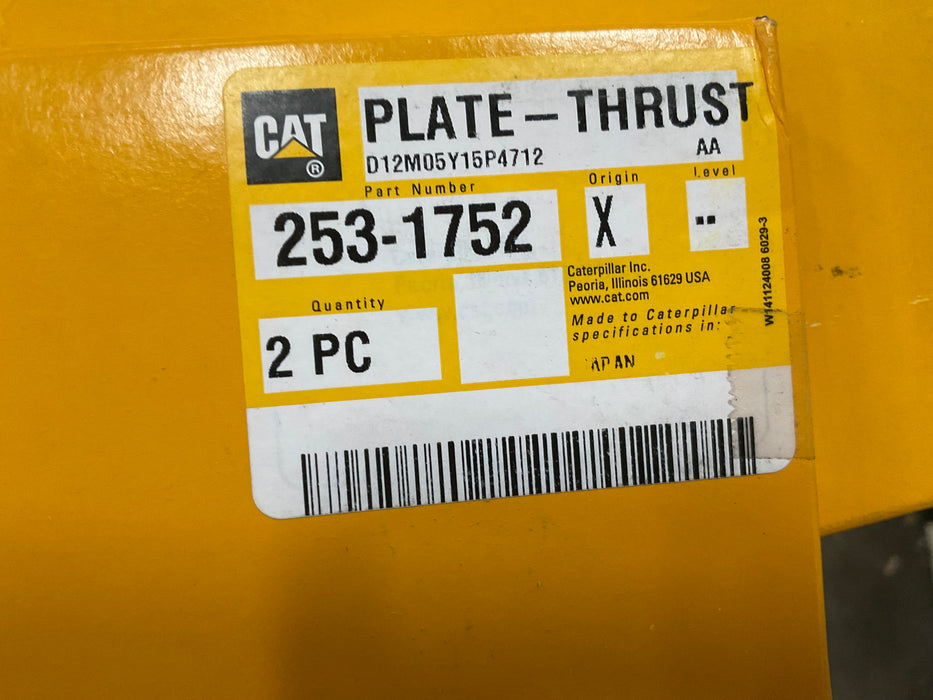 CAT ®
PLATE - THRUST
D12M05Y15P4712
AA
Part Number
Origin
Level
253-1752
X
--
Quantity
2 PC
Caterpillar Inc.
Peoria, Illinois 61629 USA
www.cat.com
Made to Caterpillar
specifications in:
APAN
W141124008 6029-3